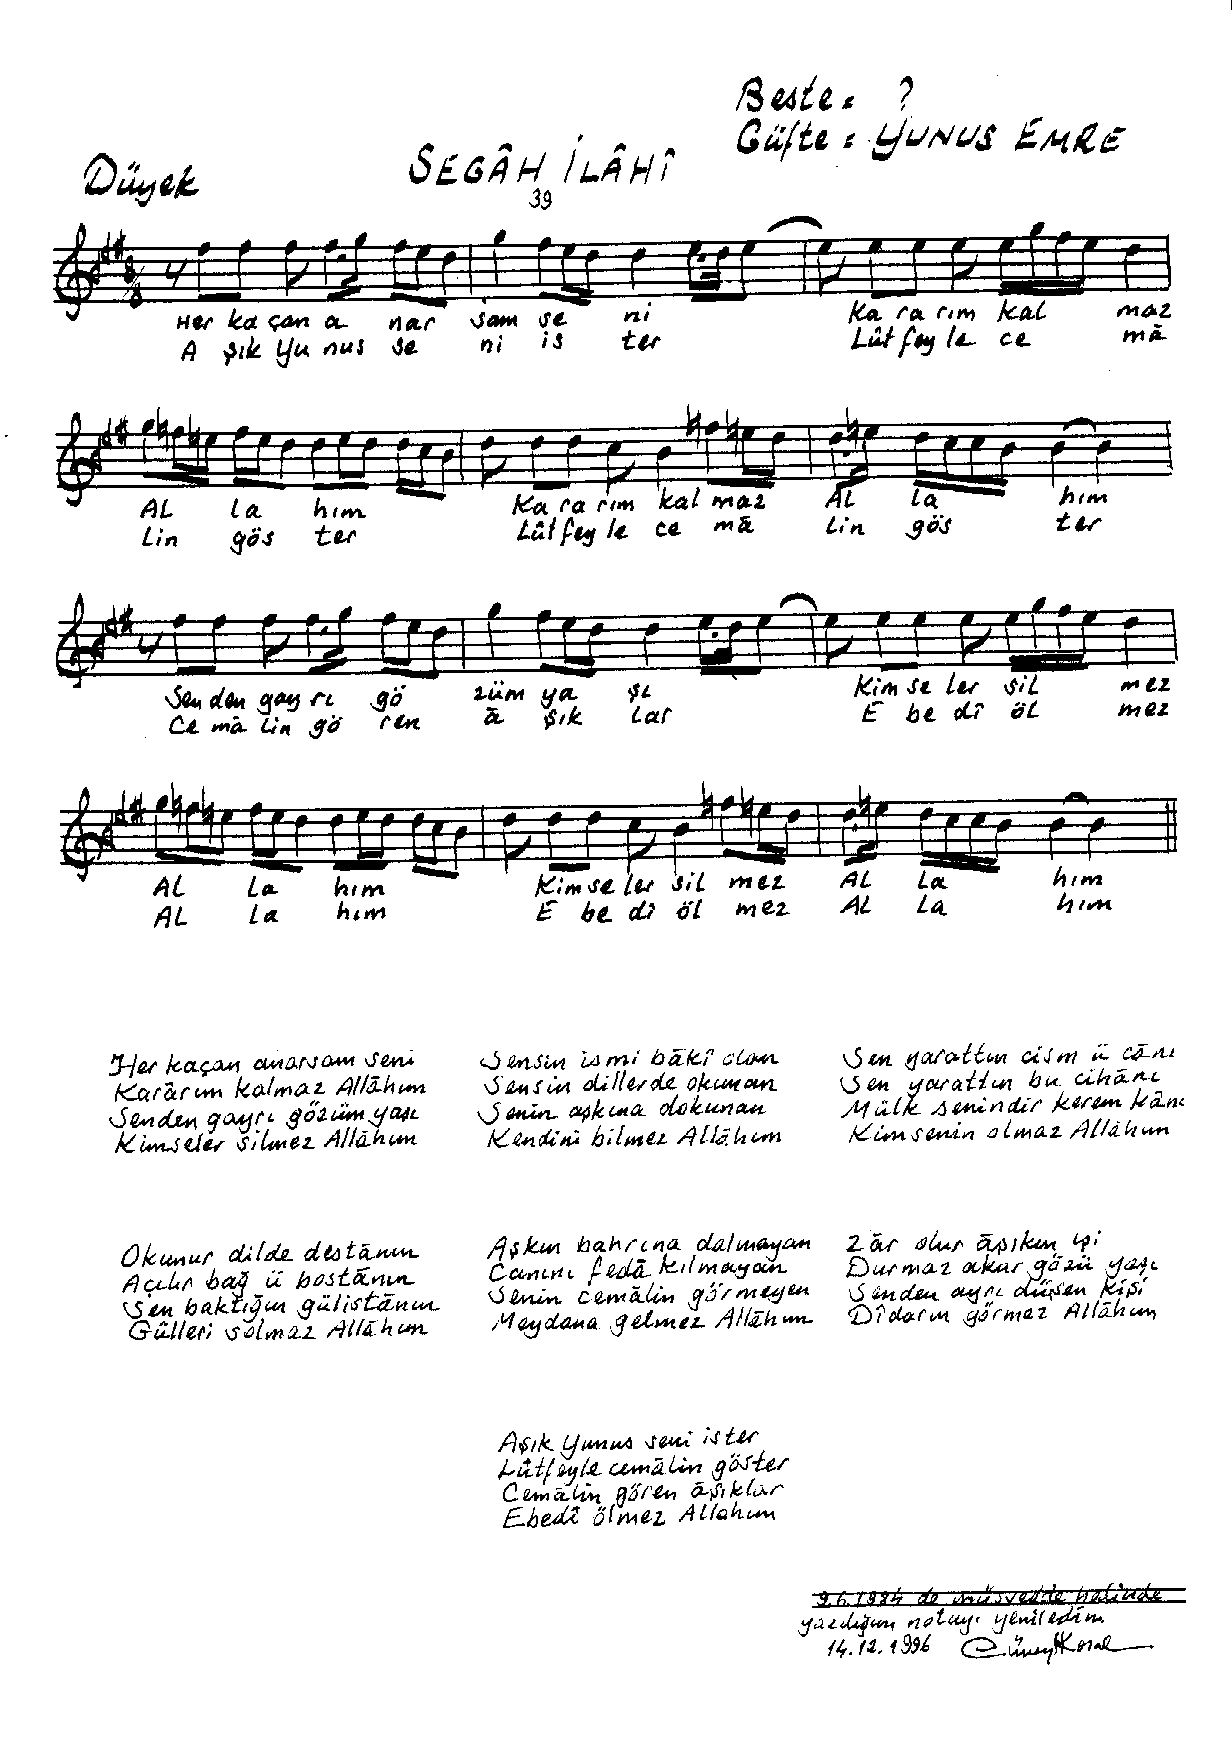 Beste = ?
Güfte = YUNUS EMRE
Düyek
SEGÂH İLÂHÎ
39
8
8
Her ka çan a nar sam se ni Ka ra rım kal maz
A şık Yu nus se ni is ter Lût fey le ce mâ
AL la hım Ka ra rım kal maz AL la hım
Lin gös ter Lût fey le ce mâ lin gös ter
Sen den gay rı gö züm ya şı Kim se ler sil mez
Ce mâ lin gö ren â şık lar E be dî öl mez
AL La hım Kim se ler sil mez AL La hım
AL La hım E be dî öl mez AL La hım
Her kaçan anarsam seni
Karârım kalmaz Allâhım
Senden gayrı gözüm yaşı
Kimseler silmez Allâhım
Sensin ismi bâkî olan
Sensin dillerde okunan
Senin aşkına dokunan
Kendini bilmez Allâhım
Sen yarattın cism ü cânı
Sen yarattın bu cihânı
Mülk senindir kerem kânı
Kimsenin olmaz Allâhım
Okunur dilde destânın
Açılır bağ ü bostânın
Sen baktığın gülistânın
Gülleri solmaz Allâhım
Aşkın bahrına dalmayan
Canını fedâ kılmayan
Senin cemâlin görmeyen
Meydana gelmez Allâhım
Zâr olur âşıkın işi
Durmaz akar gözü yaşı
Senden ayrı düşen kişi
Dîdarın görmez Allâhım
Aşık Yunus seni ister
Lûtfeyle cemâlin göster
Cemâlin gören âşıklar
Ebedî ölmez Allahım
9.6.1984 de müsvedde halinde
yazdığım notayı yeniledim
14.12.1996 Güney Koral